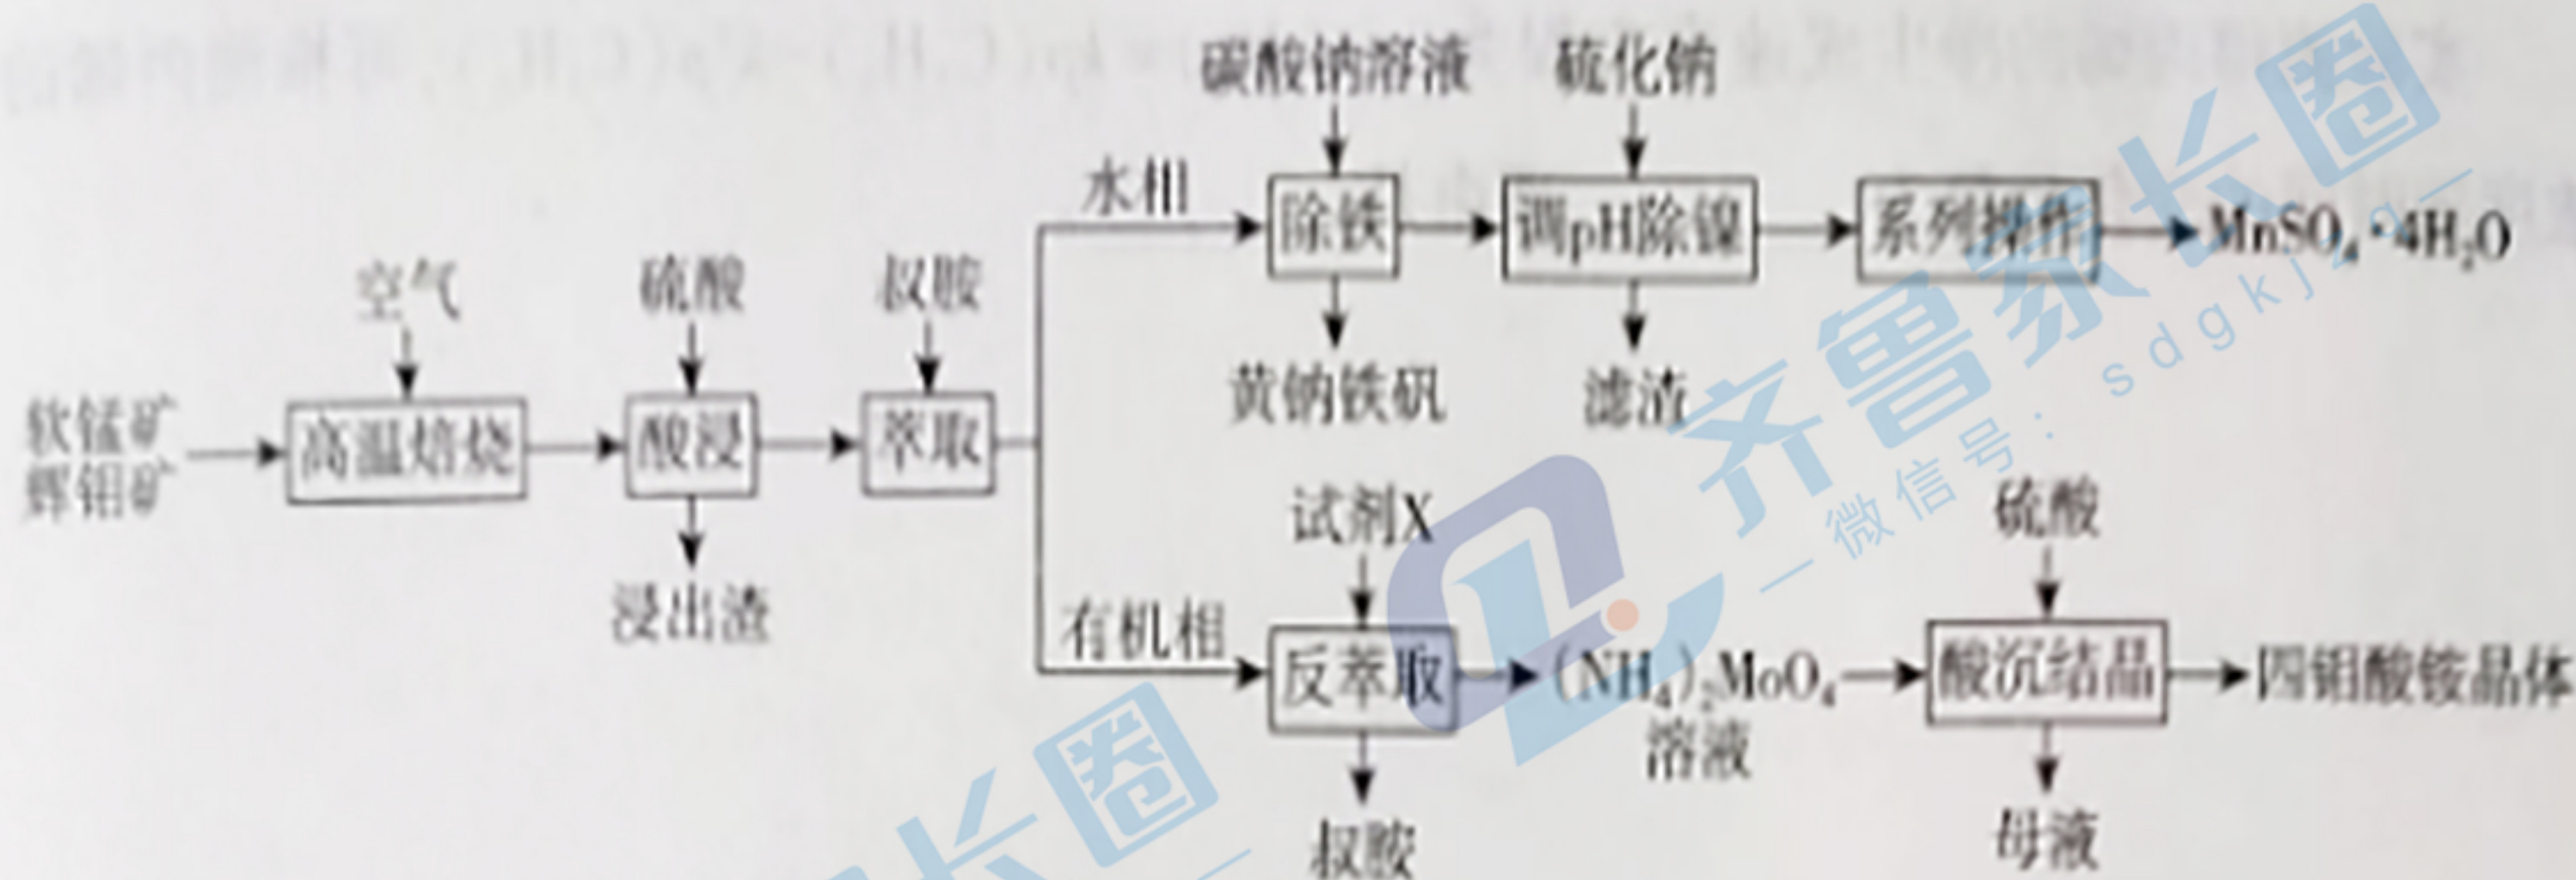 碳酸钠溶液 硫化钠
水相 除铁 调pH除镍 系列操作 MnSO₄·4H₂O
空气 硫酸 叔胺
黄钠铁矾 滤渣
软锰矿
辉钼矿
高温焙烧 酸浸 萃取
浸出渣
试剂X 硫酸
有机相 反萃取 (NH₄)₂MoO₄ 酸沉结晶 四钼酸铵晶体
溶液
叔胺 母液
齐鲁家长圈
微信号：sdgkjzq
长圈